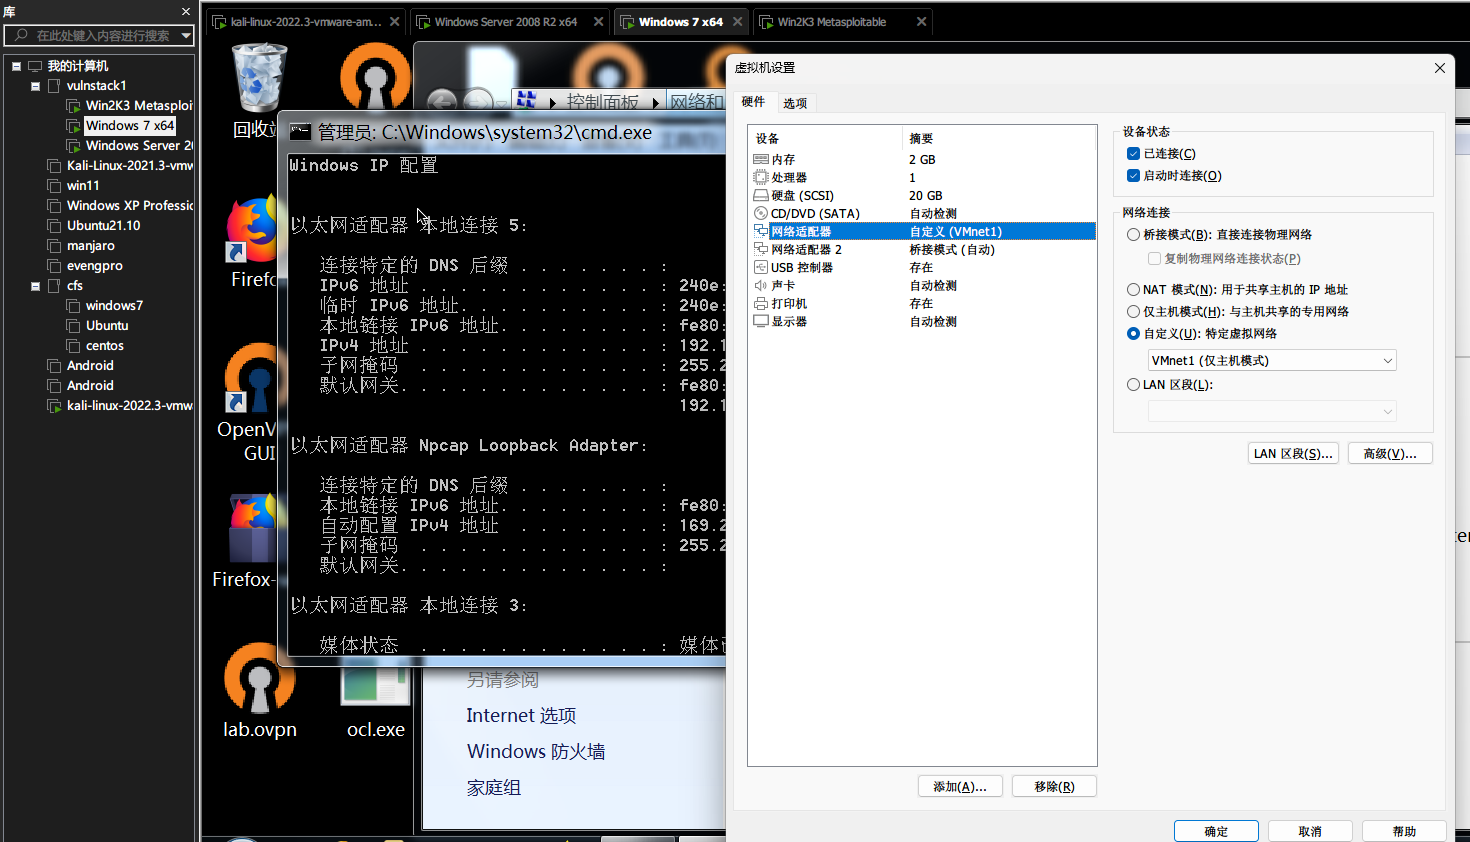 库
在此处键入内容进行搜索
我的计算机
vulnstack1
Win2K3 Metasploi
Windows 7 x64
Windows Server 20
Kali-Linux-2021.3-vmw
win11
Windows XP Professio
Ubuntu21.10
manjaro
evengpro
cfs
windows7
Ubuntu
centos
Android
Android
kali-linux-2022.3-vmw
kali-linux-2022.3-vmware-am...
Windows Server 2008 R2 x64
Windows 7 x64
Win2K3 Metasploitable
回收站
Firefo
OpenV
GUI
Firefox-
lab.ovpn
ocl.exe
控制面板
网络和
工具(T)
管理员: C:\Windows\system32\cmd.exe
Windows IP 配置
以太网适配器 本地连接 5:
连接特定的 DNS 后缀 . . . . . . . :
IPv6 地址 . . . . . . . . . . . . : 240e:
临时 IPv6 地址. . . . . . . . . . : 240e:
本地链接 IPv6 地址. . . . . . . . : fe80:
IPv4 地址 . . . . . . . . . . . . : 192.1
子网掩码 . . . . . . . . . . . . : 255.2
默认网关. . . . . . . . . . . . . : fe80:
192.1
以太网适配器 Npcap Loopback Adapter:
连接特定的 DNS 后缀 . . . . . . . :
本地链接 IPv6 地址. . . . . . . . : fe80:
自动配置 IPv4 地址 . . . . . . . : 169.2
子网掩码 . . . . . . . . . . . . : 255.2
默认网关. . . . . . . . . . . . . :
以太网适配器 本地连接 3:
媒体状态 . . . . . . . . . . . . : 媒体已
另请参阅
Internet 选项
Windows 防火墙
家庭组
虚拟机设置
硬件
选项
设备 摘要
内存 2 GB
处理器 1
硬盘 (SCSI) 20 GB
CD/DVD (SATA) 自动检测
网络适配器 自定义 (VMnet1)
网络适配器 2 桥接模式 (自动)
USB 控制器 存在
声卡 自动检测
打印机 存在
显示器 自动检测
添加(A)...
移除(R)
设备状态
已连接(C)
启动时连接(O)
网络连接
桥接模式(B): 直接连接物理网络
复制物理网络连接状态(P)
NAT 模式(N): 用于共享主机的 IP 地址
仅主机模式(H): 与主机共享的专用网络
自定义(U): 特定虚拟网络
VMnet1 (仅主机模式)
LAN 区段(L):
LAN 区段(S)...
高级(V)...
确定
取消
帮助